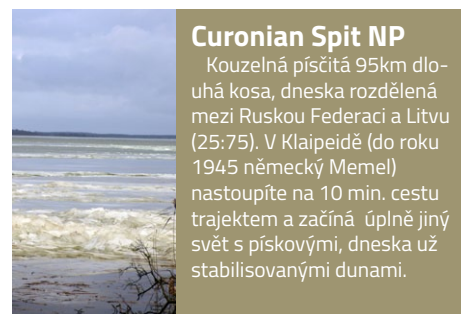 Curonian Spit NP
Kouzelná písčitá 95km dlo-
uhá kosa, dneska rozdělená
mezi Ruskou Federaci a Litvu
(25:75). V Klaipeidě (do roku
1945 německý Memel)
nastoupíte na 10 min. cestu
trajektem a začíná  úplně jiný
svět s pískovými, dneska už
stabilisovanými dunami.